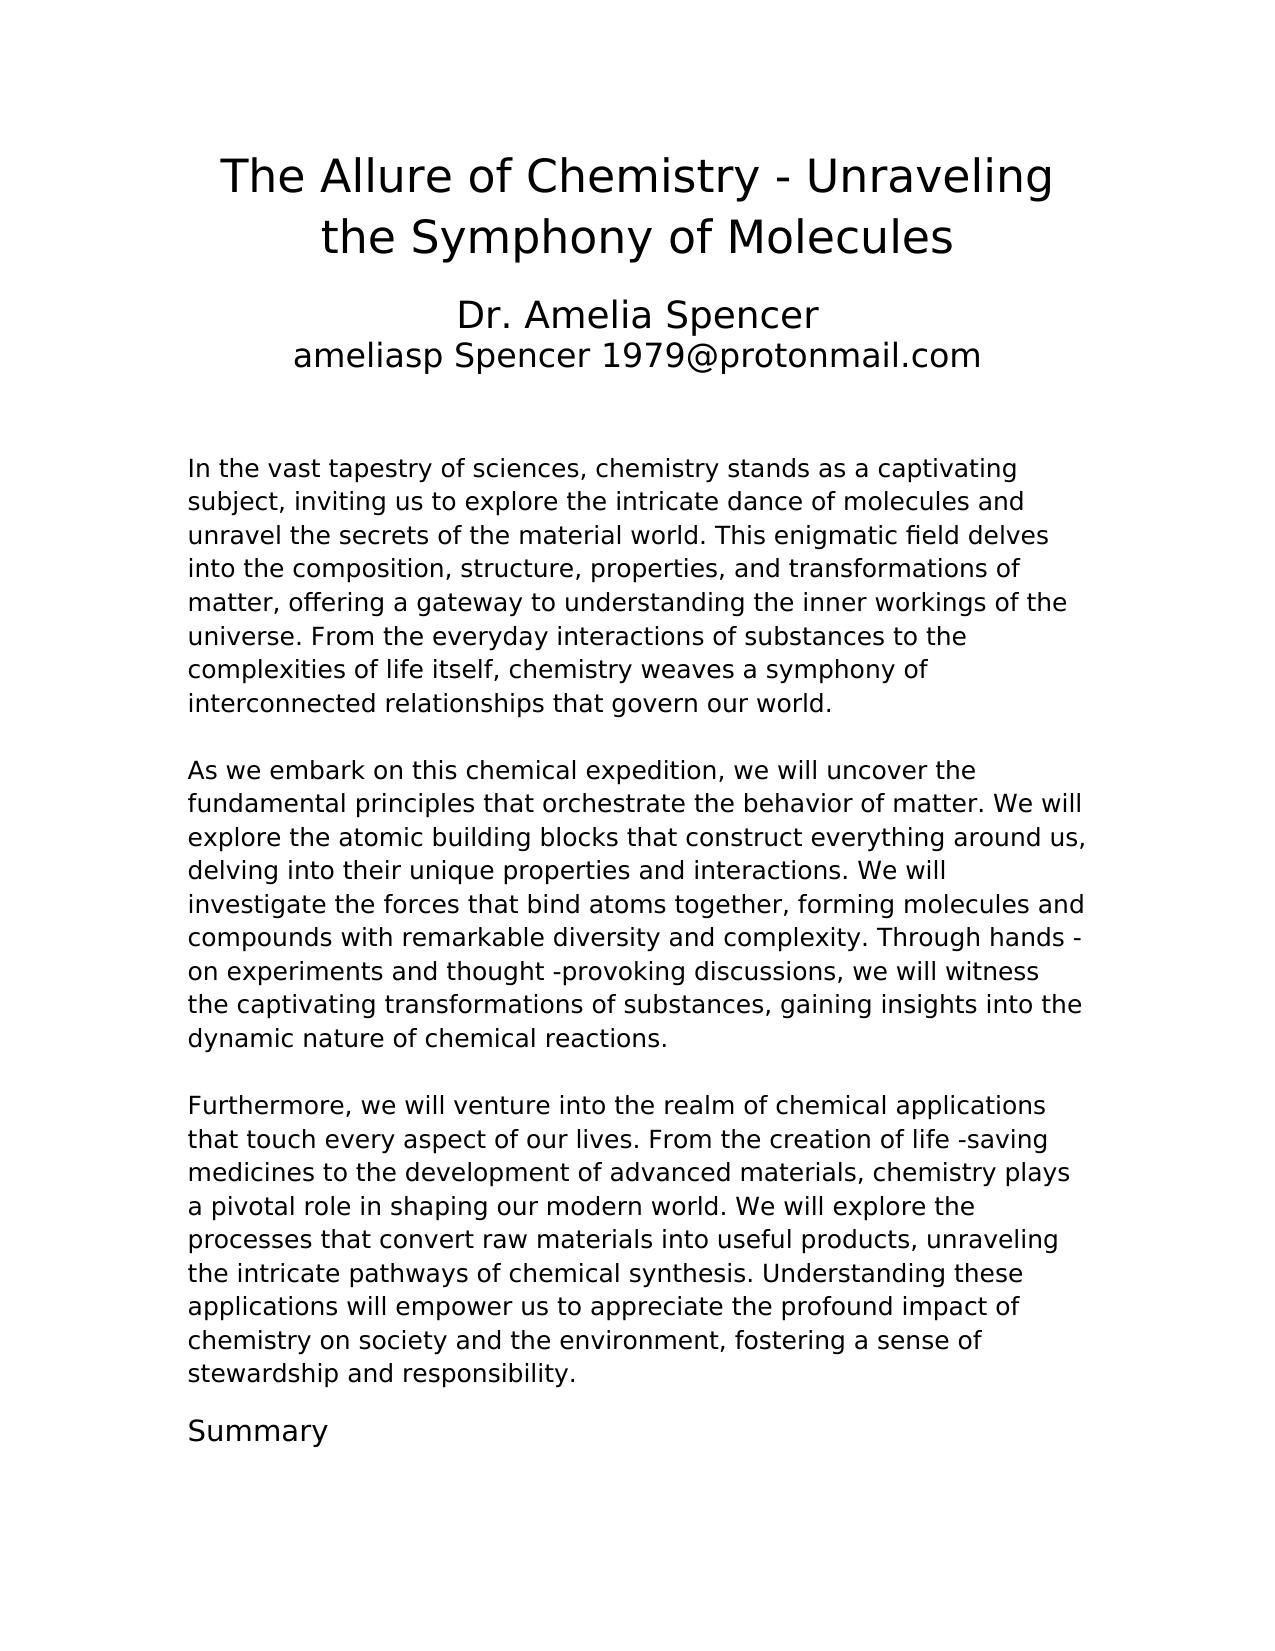 The Allure of Chemistry - Unraveling
the Symphony of Molecules
Dr. Amelia Spencer
ameliasp Spencer 1979@protonmail.com
In the vast tapestry of sciences, chemistry stands as a captivating
subject, inviting us to explore the intricate dance of molecules and
unravel the secrets of the material world. This enigmatic field delves
into the composition, structure, properties, and transformations of
matter, offering a gateway to understanding the inner workings of the
universe. From the everyday interactions of substances to the
complexities of life itself, chemistry weaves a symphony of
interconnected relationships that govern our world.
As we embark on this chemical expedition, we will uncover the
fundamental principles that orchestrate the behavior of matter. We will
explore the atomic building blocks that construct everything around us,
delving into their unique properties and interactions. We will
investigate the forces that bind atoms together, forming molecules and
compounds with remarkable diversity and complexity. Through hands -
on experiments and thought -provoking discussions, we will witness
the captivating transformations of substances, gaining insights into the
dynamic nature of chemical reactions.
Furthermore, we will venture into the realm of chemical applications
that touch every aspect of our lives. From the creation of life -saving
medicines to the development of advanced materials, chemistry plays
a pivotal role in shaping our modern world. We will explore the
processes that convert raw materials into useful products, unraveling
the intricate pathways of chemical synthesis. Understanding these
applications will empower us to appreciate the profound impact of
chemistry on society and the environment, fostering a sense of
stewardship and responsibility.
Summary